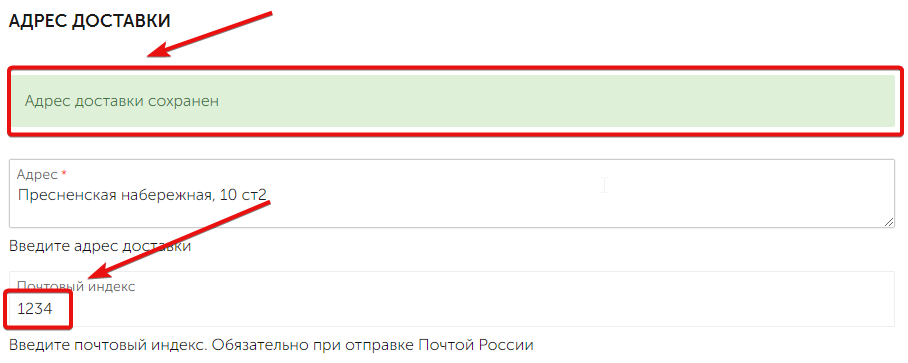 АДРЕС ДОСТАВКИ
Адрес доставки сохранен
Адрес *
Пресненская набережная, 10 ст2
Введите адрес доставки
Почтовый индекс
1234
Введите почтовый индекс. Обязательно при отправке Почтой России